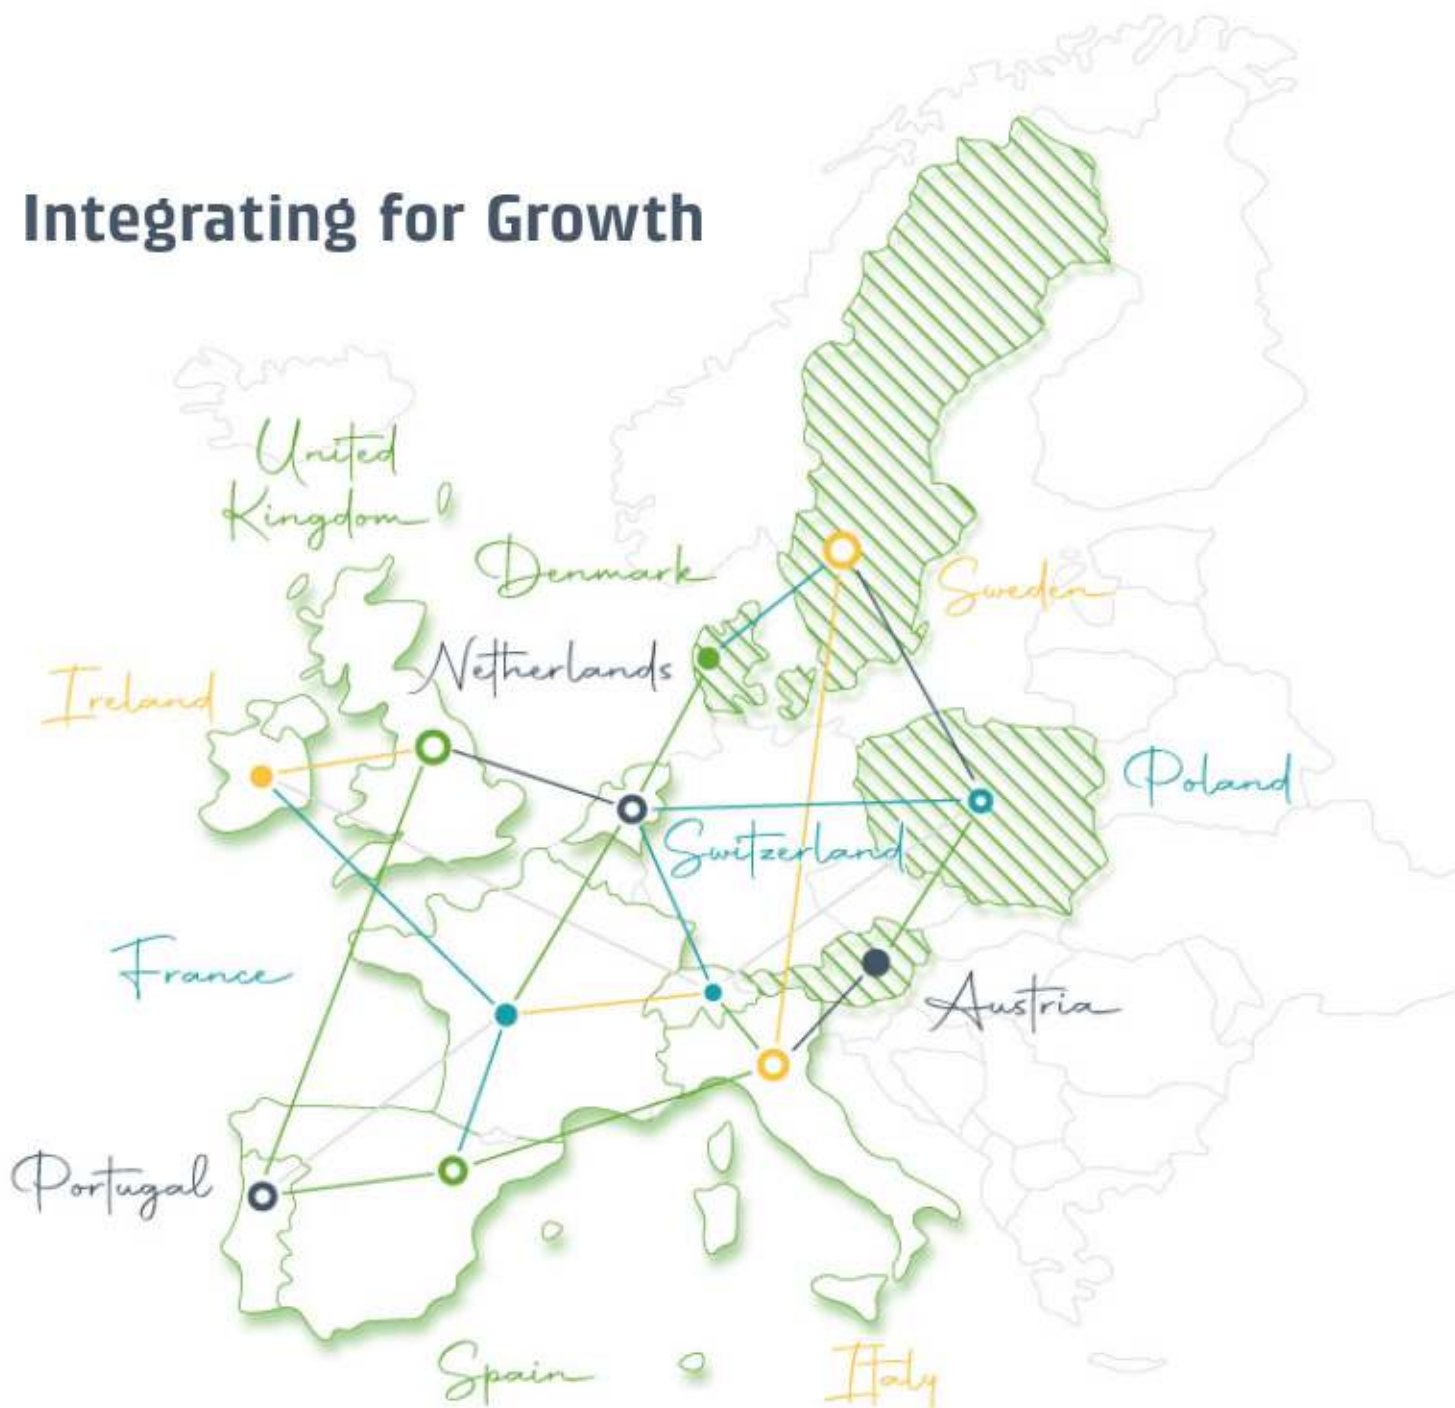 Integrating for Growth
United
Kingdom
Denmark
Sweden
Netherlands
Ireland
Poland
Switzerland
France
Austria
Portugal
Spain
Italy